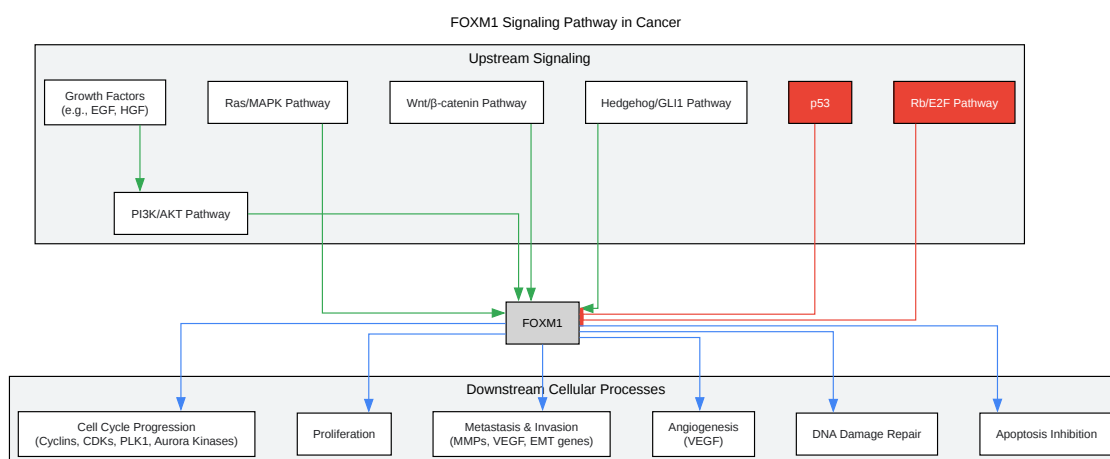 FOXM1 Signaling Pathway in Cancer
Upstream Signaling
Growth Factors
(e.g., EGF, HGF)
Ras/MAPK Pathway
Wnt/β-catenin Pathway
Hedgehog/GLI1 Pathway
p53
Rb/E2F Pathway
PI3K/AKT Pathway
FOXM1
Downstream Cellular Processes
Cell Cycle Progression
(Cyclins, CDKs, PLK1, Aurora Kinases)
Proliferation
Metastasis & Invasion
(MMPs, VEGF, EMT genes)
Angiogenesis
(VEGF)
DNA Damage Repair
Apoptosis Inhibition